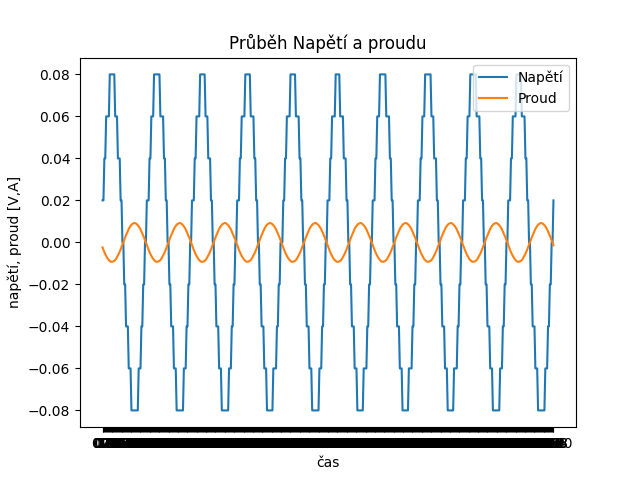 Průběh Napětí a proudu
Napětí
Proud
napětí, proud [V,A]
0.08
0.06
0.04
0.02
0.00
−0.02
−0.04
−0.06
−0.08
čas